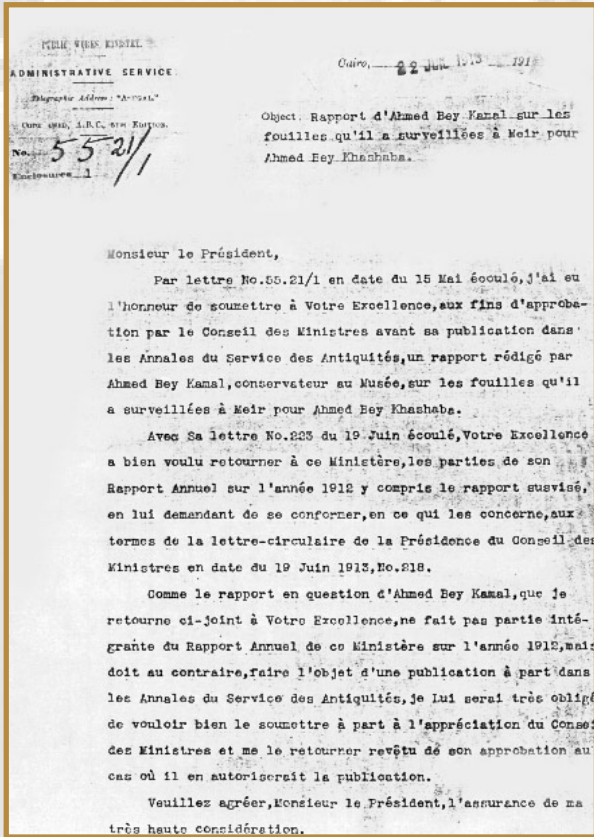 PUBLIC WORKS MINISTRY.
ADMINISTRATIVE SERVICE.
Telegraphic Address:
Code used, A.B.C. 5TH Edition.
No. 55 21/1
Enclosures 1
Cairo, 22 1913 191
Object. Rapport d'Ahmed Bey Kamal sur les
fouilles qu'il a surveillées à Meir pour
Ahmed Bey Khashaba.
Monsieur le Président,
Par lettre No.55.21/1 en date du 15 Mai écoulé,j'ai eu
l'honneur de soumettre à Votre Excellence,aux fins d'approba-
tion par le Conseil des Ministres avant sa publication dans
les Annales du Service des Antiquités,un rapport rédigé par
Ahmed Bey Kamal,conservateur au Musée,sur les fouilles qu'il
a surveillées à Meir pour Ahmed Bey Khashaba.
Avec Sa lettre No.223 du 19 Juin écoulé,Votre Excellence
a bien voulu retourner à ce Ministère,les parties de son
Rapport Annuel sur l'année 1912 y compris le rapport susvisé,
en lui demandant de se conformer,en ce qui les concerne,aux
termes de la lettre-circulaire de la Présidence du Conseil des
Ministres en date du 19 Juin 1913,No.218.
Comme le rapport en question d'Ahmed Bey Kamal,que je
retourne ci-joint à Votre Excellence,ne fait pas partie inté-
grante du Rapport Annuel de ce Ministère sur l'année 1912,mais
doit au contraire,faire l'objet d'une publication à part dans
les Annales du Service des Antiquités,je Lui serai très obligé
de vouloir bien le soumettre à part à l'appréciation du Conseil
des Ministres et me le retourner revêtu de son approbation au
cas où il en autoriserait la publication.
Veuillez agréer,Monsieur le Président,l'assurance de ma
très haute considération.